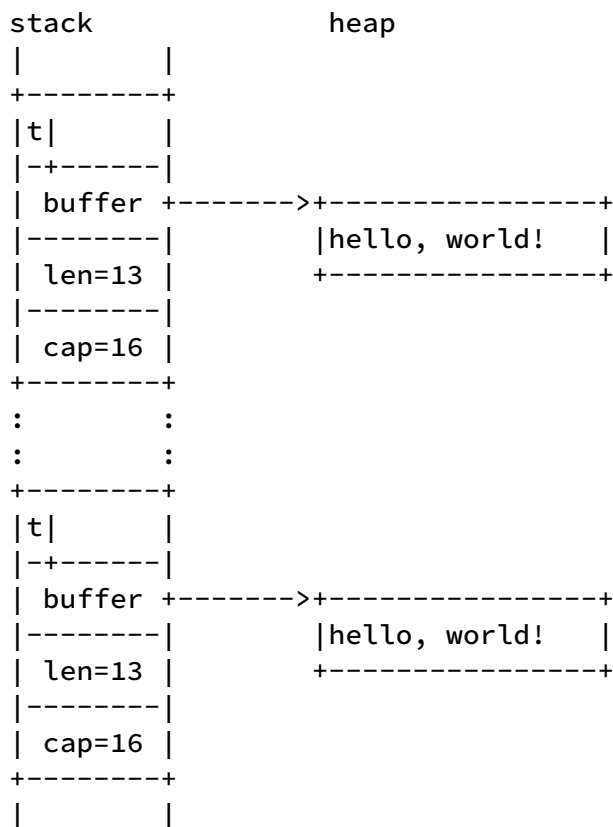 stack                heap
|         |
+---------+
|t|       |
|-+-------|
| buffer +------->+----------------+
|--------|        |hello, world!   |
| len=13 |        +----------------+
|--------|
| cap=16 |
+--------+
:        :
:        :
+--------+
|t|      |
|-+------|
| buffer +------->+----------------+
|--------|        |hello, world!   |
| len=13 |        +----------------+
|--------|
| cap=16 |
+--------+
|        |